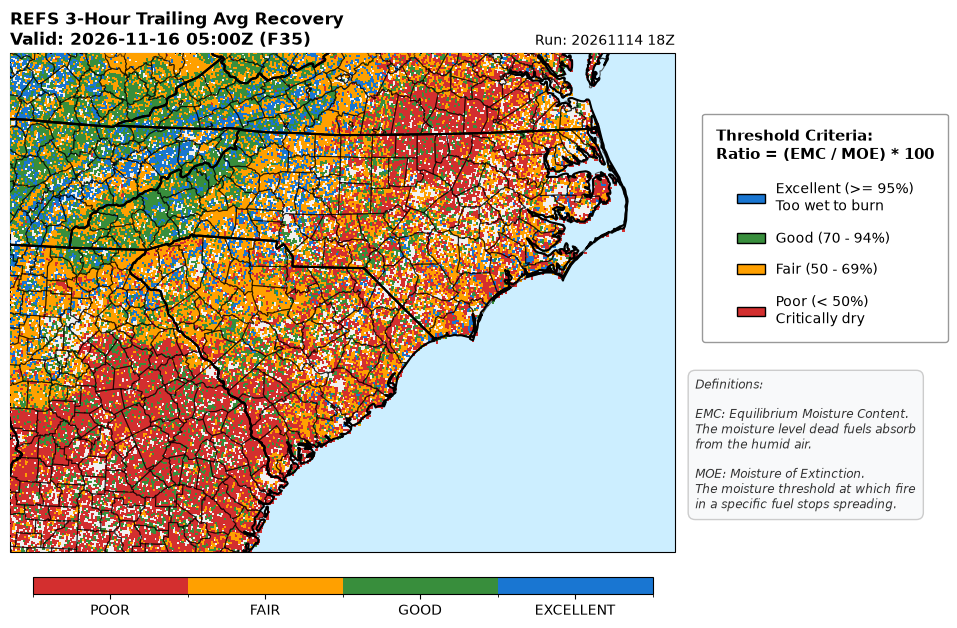 REFS 3-Hour Trailing Avg Recovery
Valid: 2026-11-16 05:00Z (F35)
Run: 20261114 18Z
Threshold Criteria:
Ratio = (EMC / MOE) * 100
Excellent (>= 95%)
Too wet to burn
Good (70 - 94%)
Fair (50 - 69%)
Poor (< 50%)
Critically dry
Definitions:
EMC: Equilibrium Moisture Content.
The moisture level dead fuels absorb
from the humid air.
MOE: Moisture of Extinction.
The moisture threshold at which fire
in a specific fuel stops spreading.
POOR
FAIR
GOOD
EXCELLENT